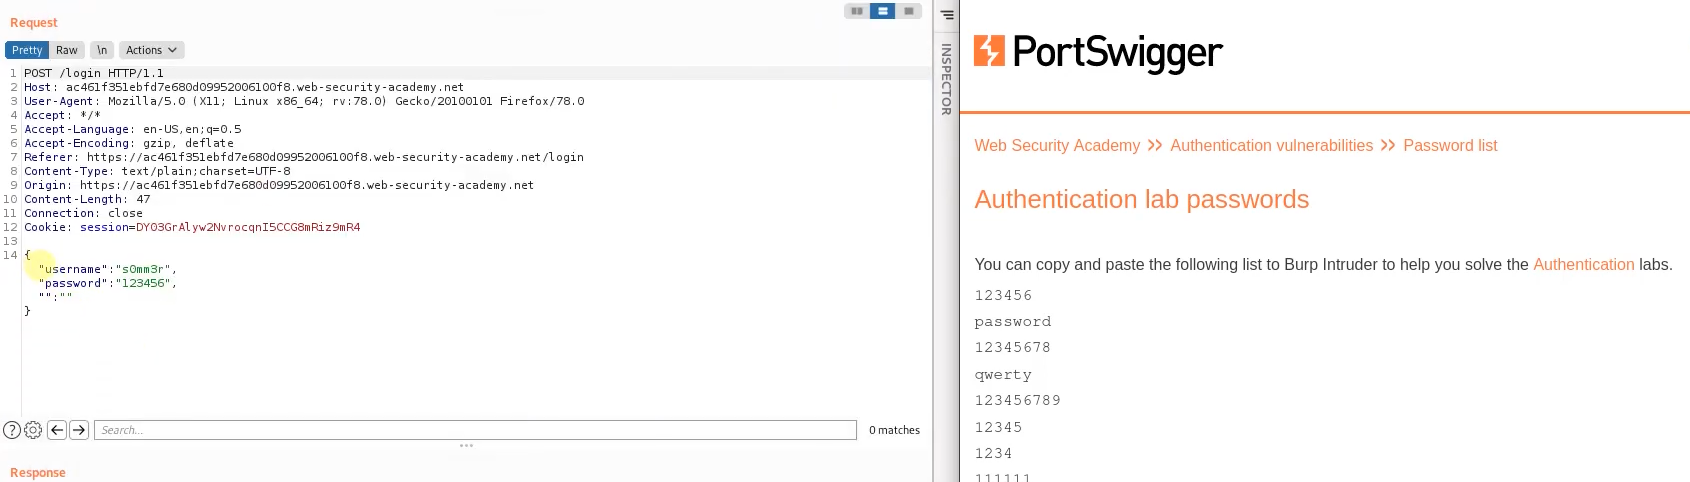 Request
Pretty Raw \n Actions
1 POST /login HTTP/1.1
2 Host: ac461f351ebfd7e680d09952006100f8.web-security-academy.net
3 User-Agent: Mozilla/5.0 (X11; Linux x86_64; rv:78.0) Gecko/20100101 Firefox/78.0
4 Accept: */*
5 Accept-Language: en-US,en;q=0.5
6 Accept-Encoding: gzip, deflate
7 Referer: https://ac461f351ebfd7e680d09952006100f8.web-security-academy.net/login
8 Content-Type: text/plain;charset=UTF-8
9 Origin: https://ac461f351ebfd7e680d09952006100f8.web-security-academy.net
10 Content-Length: 47
11 Connection: close
12 Cookie: session=DYO3GrAlyw2NvrocqnI5CCG8mRiz9mR4
13
14 {
"username":"s0mm3r",
"password":"123456",
"":""
}
? Search... 0 matches
Response
INSPECTOR
PortSwigger
Web Security Academy >> Authentication vulnerabilities >> Password list
Authentication lab passwords
You can copy and paste the following list to Burp Intruder to help you solve the Authentication labs.
123456
password
12345678
qwerty
123456789
12345
1234
111111